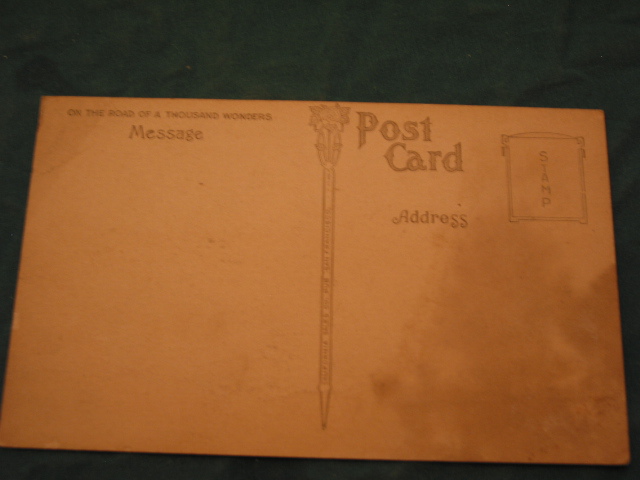 ON THE ROAD OF A THOUSAND WONDERS
Message
Post
Card
Address
STAMP